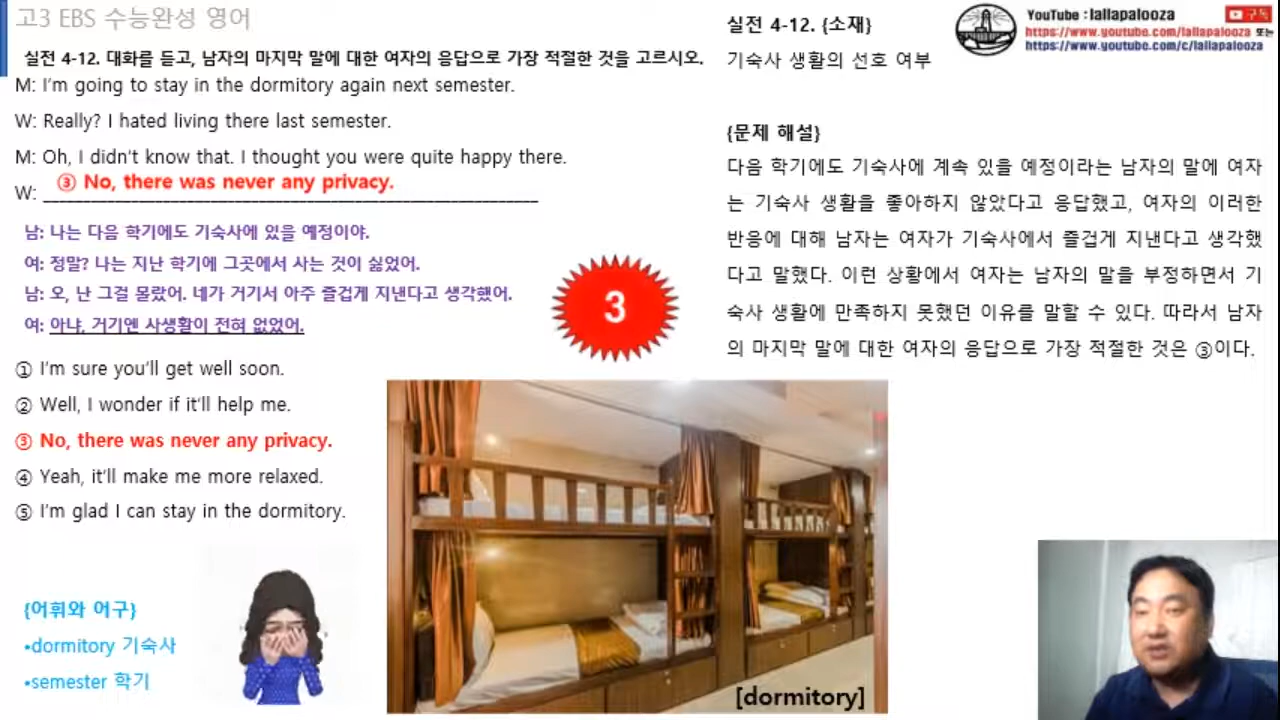 고3 EBS 수능완성 영어
실전 4-12. 대화를 듣고, 남자의 마지막 말에 대한 여자의 응답으로 가장 적절한 것을 고르시오.
M: I'm going to stay in the dormitory again next semester.
W: Really? I hated living there last semester.
M: Oh, I didn't know that. I thought you were quite happy there.
W: ③ No, there was never any privacy.
남: 나는 다음 학기에도 기숙사에 있을 예정이야.
여: 정말? 나는 지난 학기에 그곳에서 사는 것이 싫었어.
남: 오, 난 그걸 몰랐어. 네가 거기서 아주 즐겁게 지낸다고 생각했어.
여: 아냐, 거기엔 사생활이 전혀 없었어.
3
① I'm sure you'll get well soon.
② Well, I wonder if it'll help me.
③ No, there was never any privacy.
④ Yeah, it'll make me more relaxed.
⑤ I'm glad I can stay in the dormitory.
{어휘와 어구}
•dormitory 기숙사
•semester 학기
[dormitory]
실전 4-12. {소재}
기숙사 생활의 선호 여부
{문제 해설}
다음 학기에도 기숙사에 계속 있을 예정이라는 남자의 말에 여자
는 기숙사 생활을 좋아하지 않았다고 응답했고, 여자의 이러한
반응에 대해 남자는 여자가 기숙사에서 즐겁게 지낸다고 생각했
다고 말했다. 이런 상황에서 여자는 남자의 말을 부정하면서 기
숙사 생활에 만족하지 못했던 이유를 말할 수 있다. 따라서 남자
의 마지막 말에 대한 여자의 응답으로 가장 적절한 것은 ③이다.
YouTube : lallapalooza
구독
https://www.youtube.com/lallapalooza 또는
https://www.youtube.com/c/lallapalooza